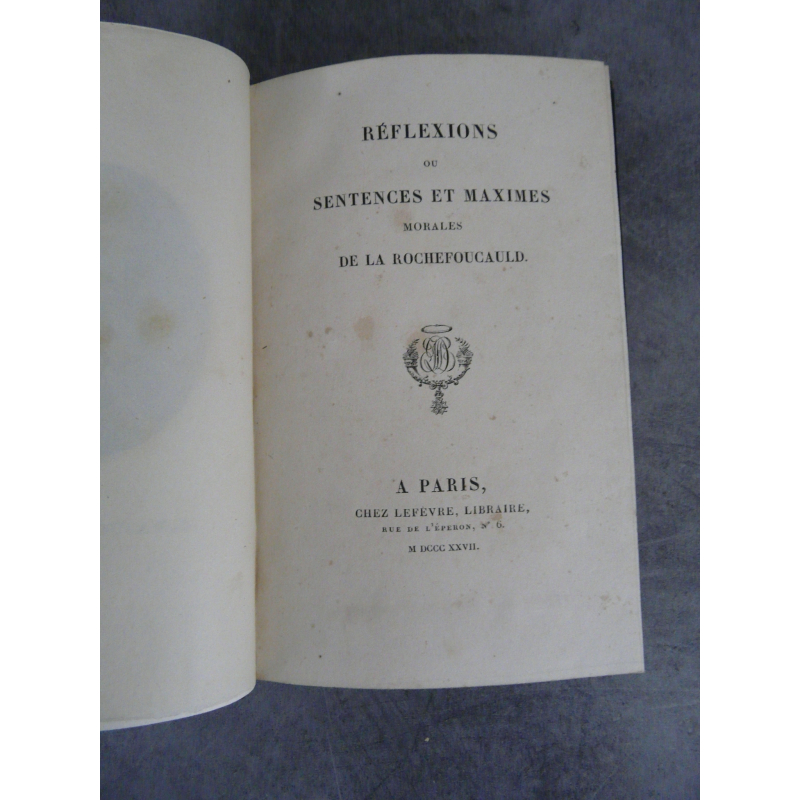 RÉFLEXIONS
OU
SENTENCES ET MAXIMES
MORALES
DE LA ROCHEFOUCAULD.
A PARIS,
CHEZ LEFÈVRE, LIBRAIRE,
RUE DE L'ÉPERON, N° 6.
M DCCC XXVII.